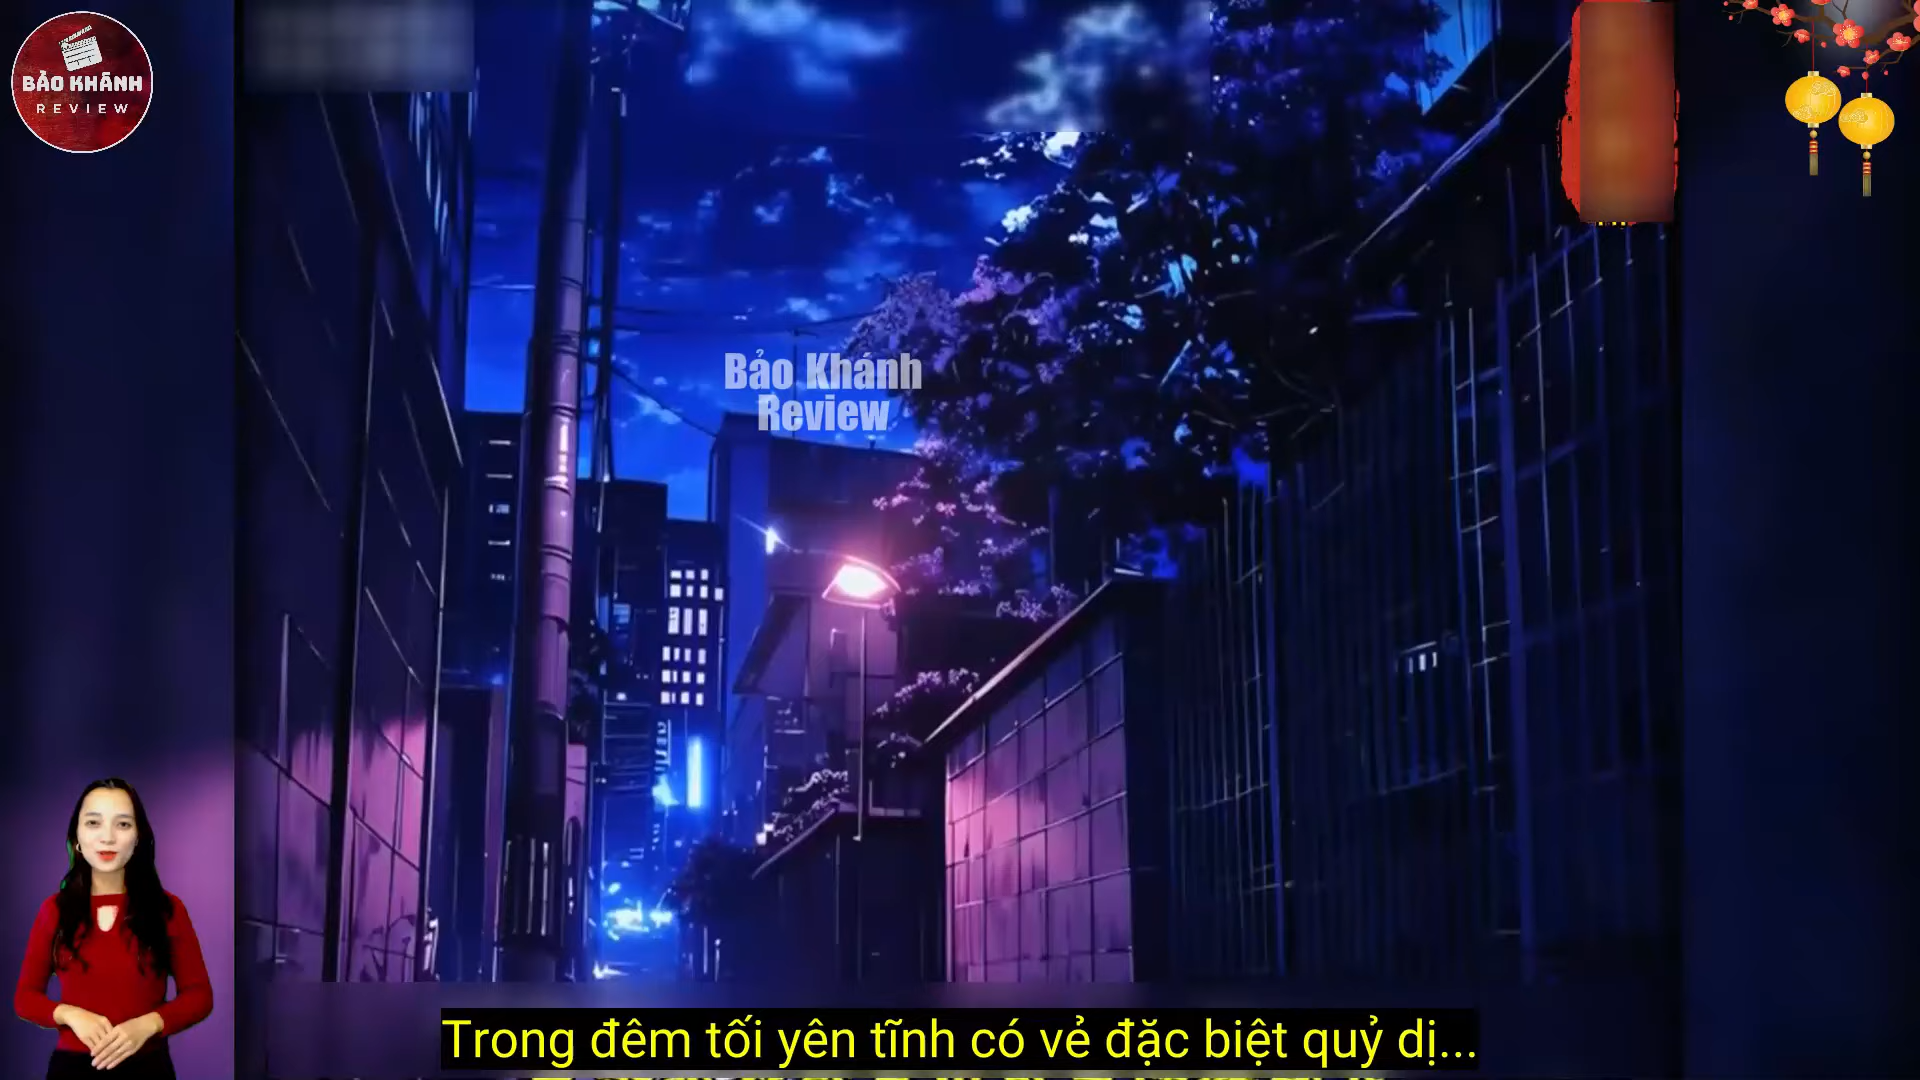 BẢO KHÁNH
REVIEW
Bảo Khánh
Review
Trong đêm tối yên tĩnh có vẻ đặc biệt quỷ dị...